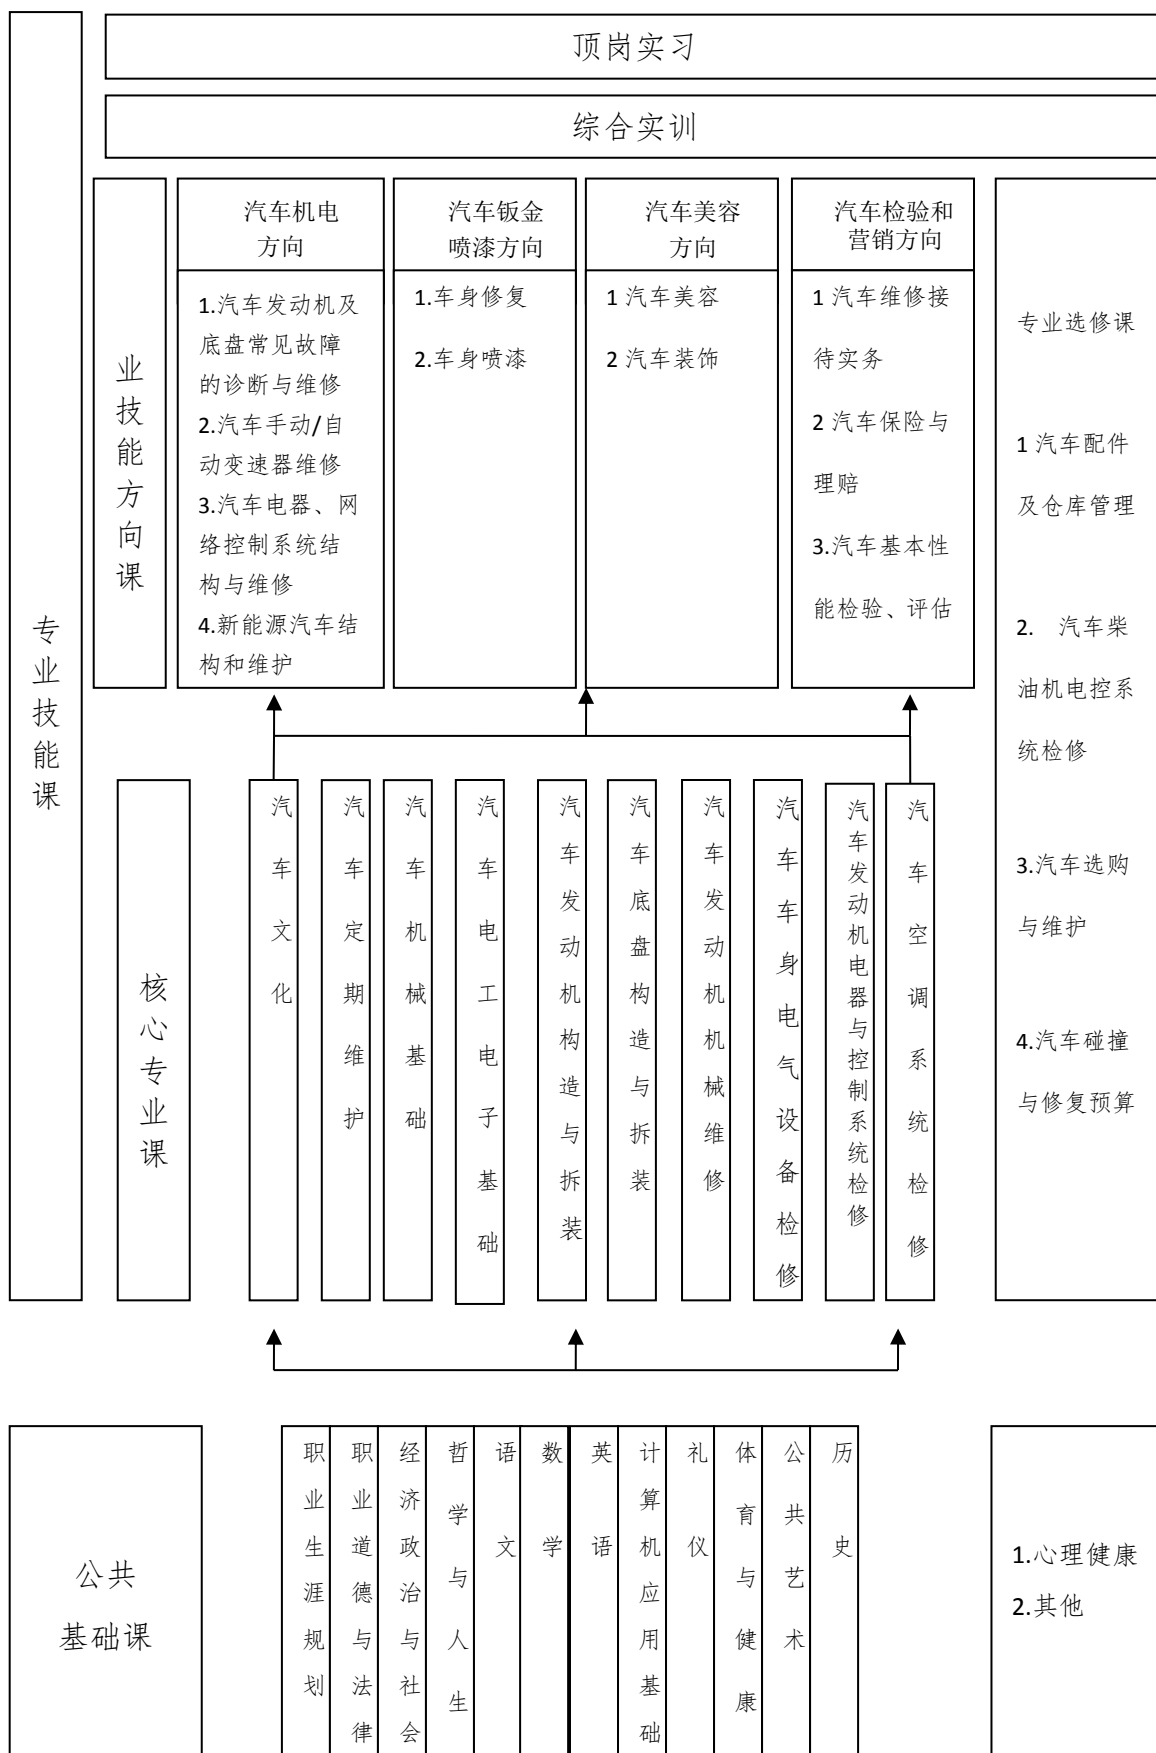 顶岗实习
综合实训
专业技能课
业技能方向课
汽车机电
方向
1.汽车发动机及
底盘常见故障
的诊断与维修
2.汽车手动/自
动变速器维修
3.汽车电器、网
络控制系统结
构与维修
4.新能源汽车结
构和维护
汽车钣金
喷漆方向
1.车身修复
2.车身喷漆
汽车美容
方向
1 汽车美容
2 汽车装饰
汽车检验和
营销方向
1 汽车维修接
待实务
2 汽车保险与
理赔
3.汽车基本性
能检验、评估
专业选修课
1 汽车配件
及仓库管理
2. 汽车柴
油机电控系
统检修
3.汽车选购
与维护
4.汽车碰撞
与修复预算
核心专业课
汽车文化
汽车定期维护
汽车机械基础
汽车电工电子基础
汽车发动机构造与拆装
汽车底盘构造与拆装
汽车发动机机械维修
汽车车身电气设备检修
汽车发动机电器与控制系统检修
汽车空调系统检修
公共
基础课
职业生涯规划
职业道德与法律
经济政治与社会
哲学与人生
语文
数学
英语
计算机应用基础
礼仪
体育与健康
公共艺术
历史
1.心理健康
2.其他